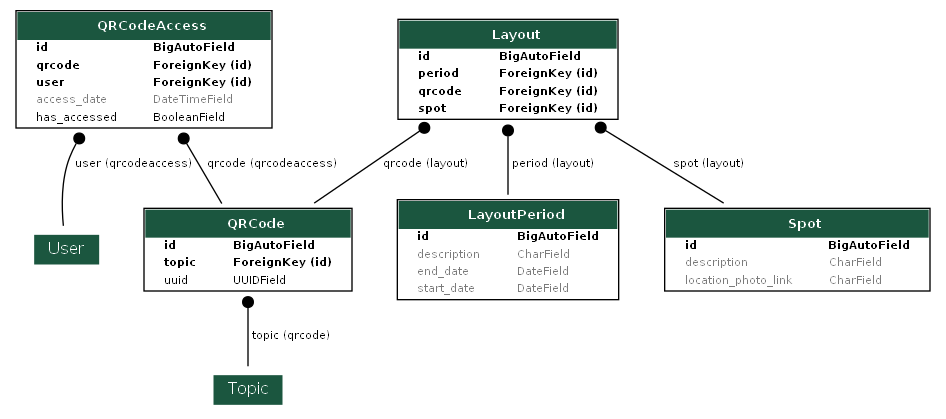 QRCodeAccess
id BigAutoField
qrcode ForeignKey (id)
user ForeignKey (id)
access_date DateTimeField
has_accessed BooleanField
Layout
id BigAutoField
period ForeignKey (id)
qrcode ForeignKey (id)
spot ForeignKey (id)
user (qrcodeaccess)
qrcode (qrcodeaccess)
qrcode (layout)
period (layout)
spot (layout)
User
QRCode
id BigAutoField
topic ForeignKey (id)
uuid UUIDField
LayoutPeriod
id BigAutoField
description CharField
end_date DateField
start_date DateField
Spot
id BigAutoField
description CharField
location_photo_link CharField
topic (qrcode)
Topic